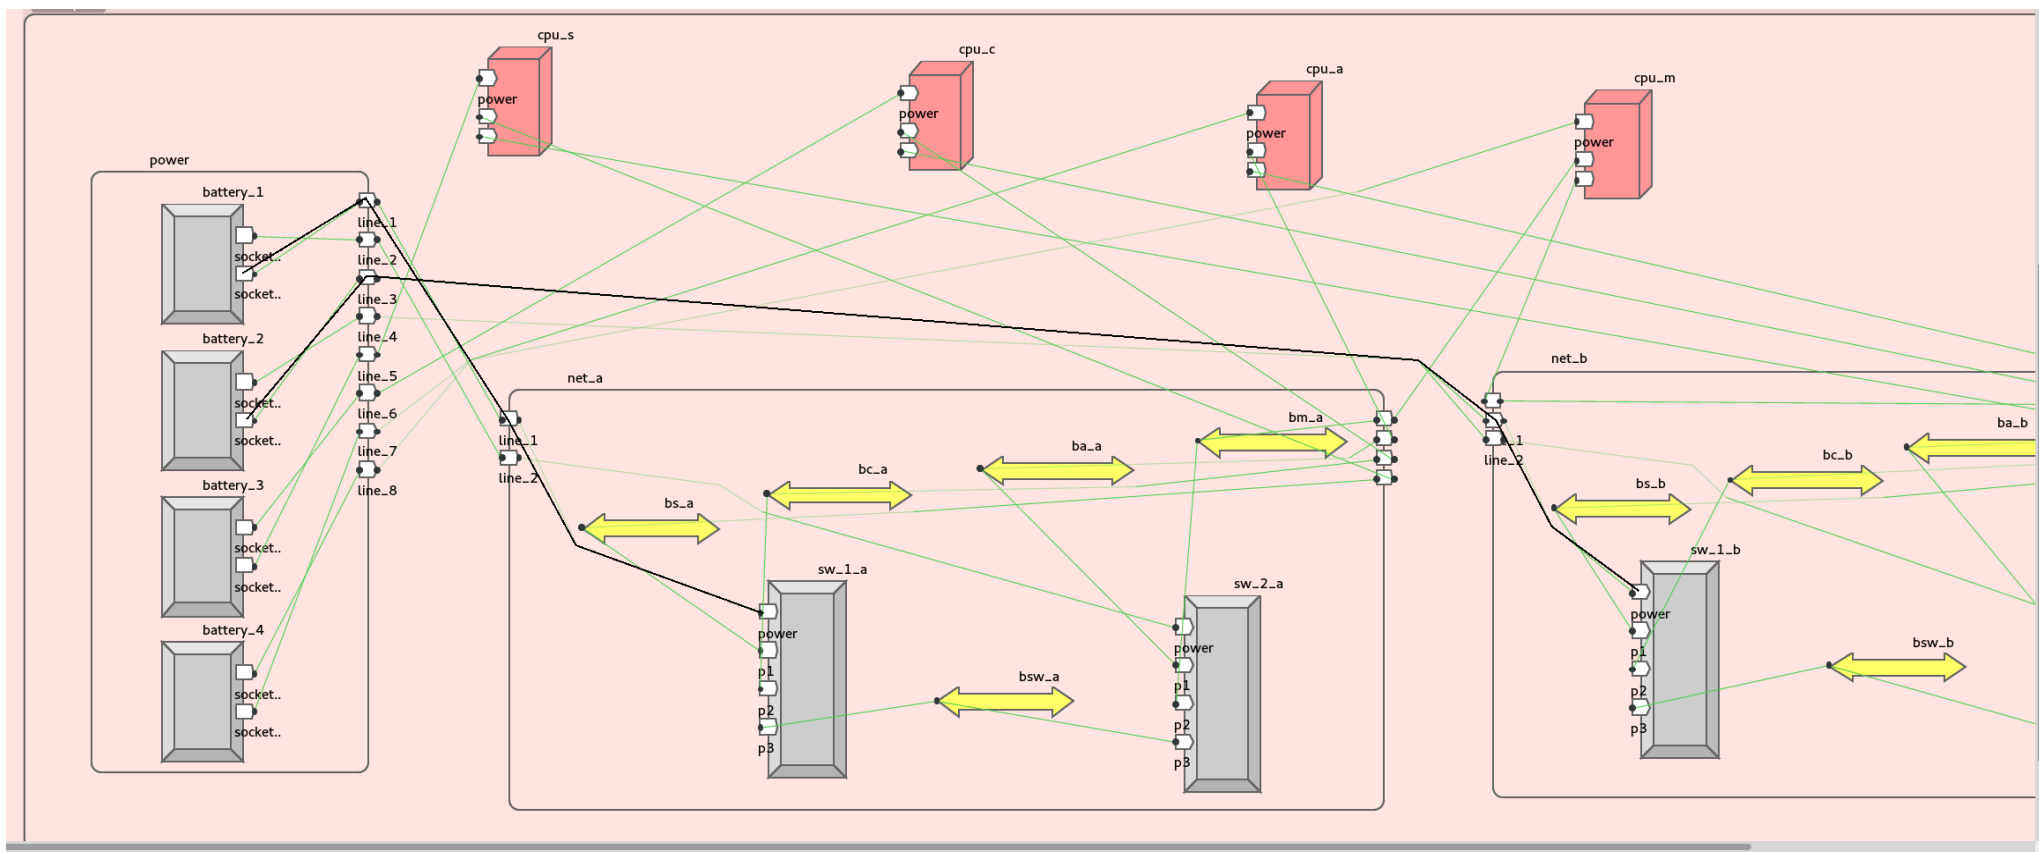 cpu_s
power
cpu_c
power
cpu_a
power
cpu_m
power
power
battery_1
socket..
socket..
battery_2
socket..
socket..
battery_3
socket..
socket..
battery_4
socket..
socket..
line_1
line_2
line_3
line_4
line_5
line_6
line_7
line_8
net_a
line_1
line_2
bs_a
bc_a
ba_a
bm_a
sw_1_a
power
p1
p2
p3
bsw_a
sw_2_a
power
p1
p2
p3
net_b
_1
line_2
bs_b
bc_b
ba_b
sw_1_b
power
p1
p2
p3
bsw_b